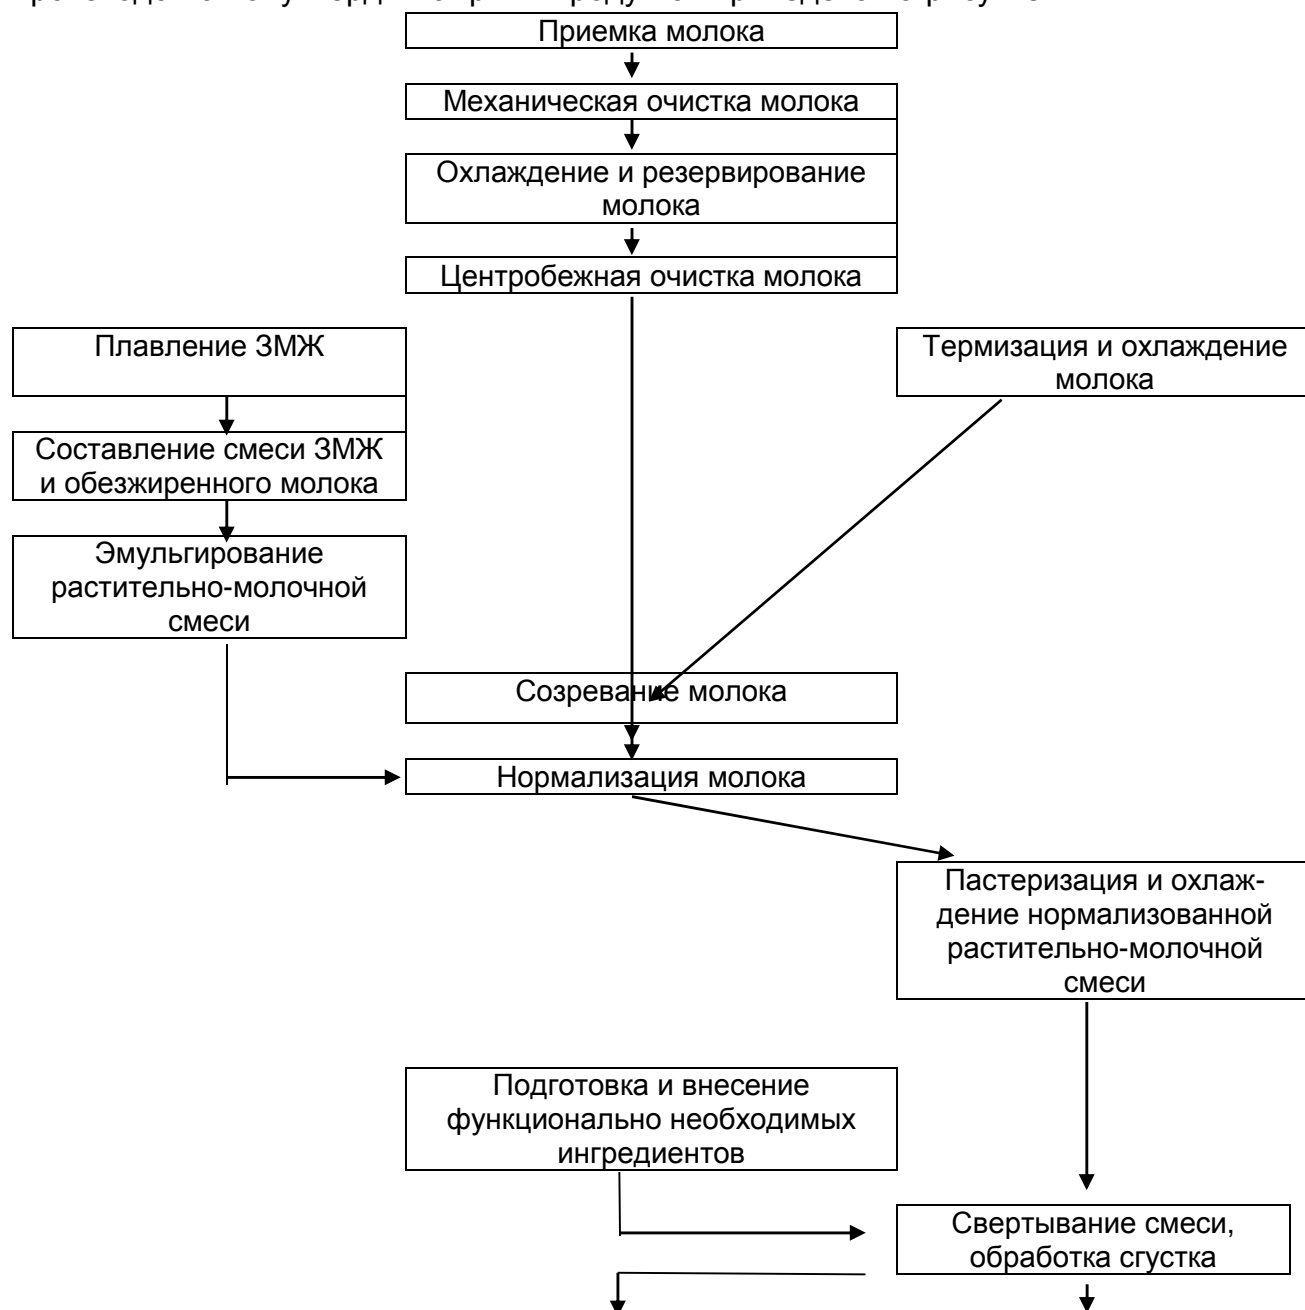 Приемка молока
Механическая очистка молока
Охлаждение и резервирование
молока
Центробежная очистка молока
Плавление ЗМЖ
Термизация и охлаждение
молока
Составление смеси ЗМЖ
и обезжиренного молока
Эмульгирование
растительно-молочной
смеси
Созревание молока
Нормализация молока
Пастеризация и охлаж-
дение нормализованной
растительно-молочной
смеси
Подготовка и внесение
функционально необходимых
ингредиентов
Свертывание смеси,
обработка сгустка